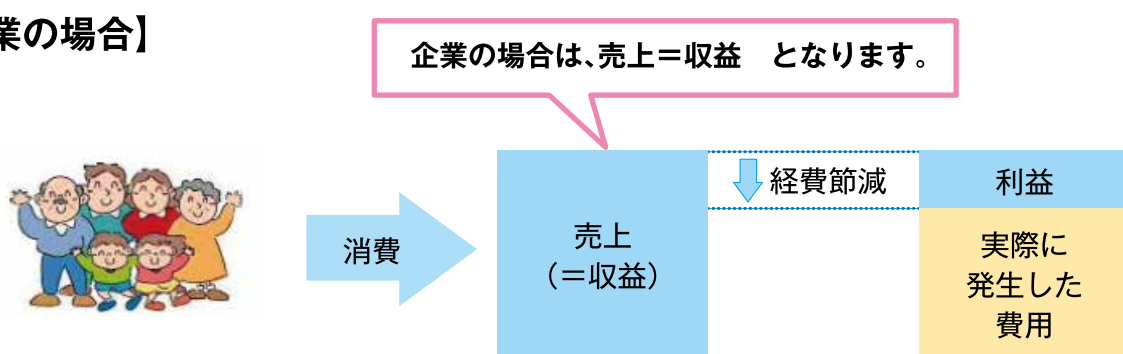 業の場合】
企業の場合は、売上＝収益　となります。
経費節減
利益
消費
売上
（＝収益）
実際に
発生した
費用